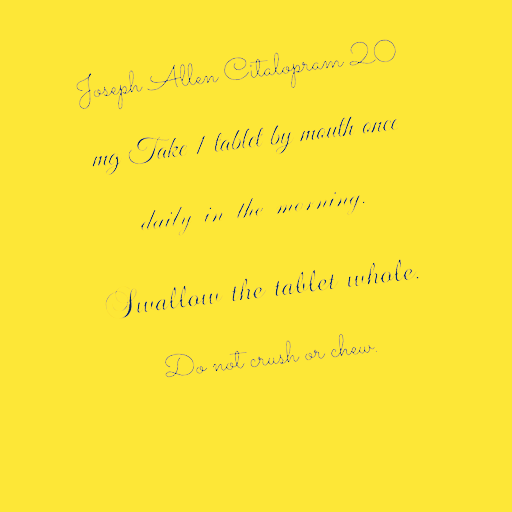 Joseph Allen Citalopram 20
mg Take 1 tablet by mouth once
daily in the morning.
Swallow the tablet whole.
Do not crush or chew.